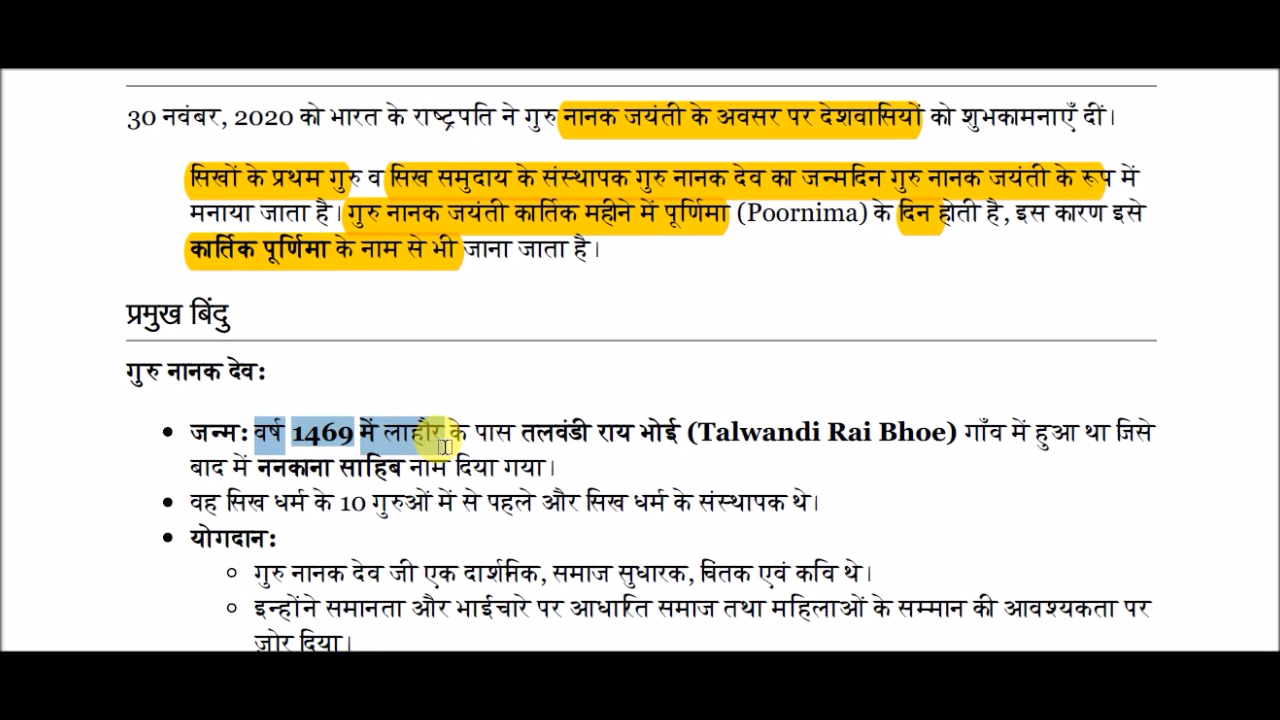 30 नवंबर, 2020 को भारत के राष्ट्रपति ने गुरु नानक जयंती के अवसर पर देशवासियों को शुभकामनाएँ दीं।
सिखों के प्रथम गुरु व सिख समुदाय के संस्थापक गुरु नानक देव का जन्मदिन गुरु नानक जयंती के रूप में
मनाया जाता है। गुरु नानक जयंती कार्तिक महीने में पूर्णिमा (Poornima) के दिन होती है, इस कारण इसे
कार्तिक पूर्णिमा के नाम से भी जाना जाता है।
प्रमुख बिंदु
गुरु नानक देव:
• जन्म: वर्ष 1469 में लाहौर के पास तलवंडी राय भोई (Talwandi Rai Bhoe) गाँव में हुआ था जिसे
बाद में ननकाना साहिब नाम दिया गया।
• वह सिख धर्म के 10 गुरुओं में से पहले और सिख धर्म के संस्थापक थे।
• योगदान:
○ गुरु नानक देव जी एक दार्शनिक, समाज सुधारक, चिंतक एवं कवि थे।
○ इन्होंने समानता और भाईचारे पर आधारित समाज तथा महिलाओं के सम्मान की आवश्यकता पर
ज़ोर दिया।